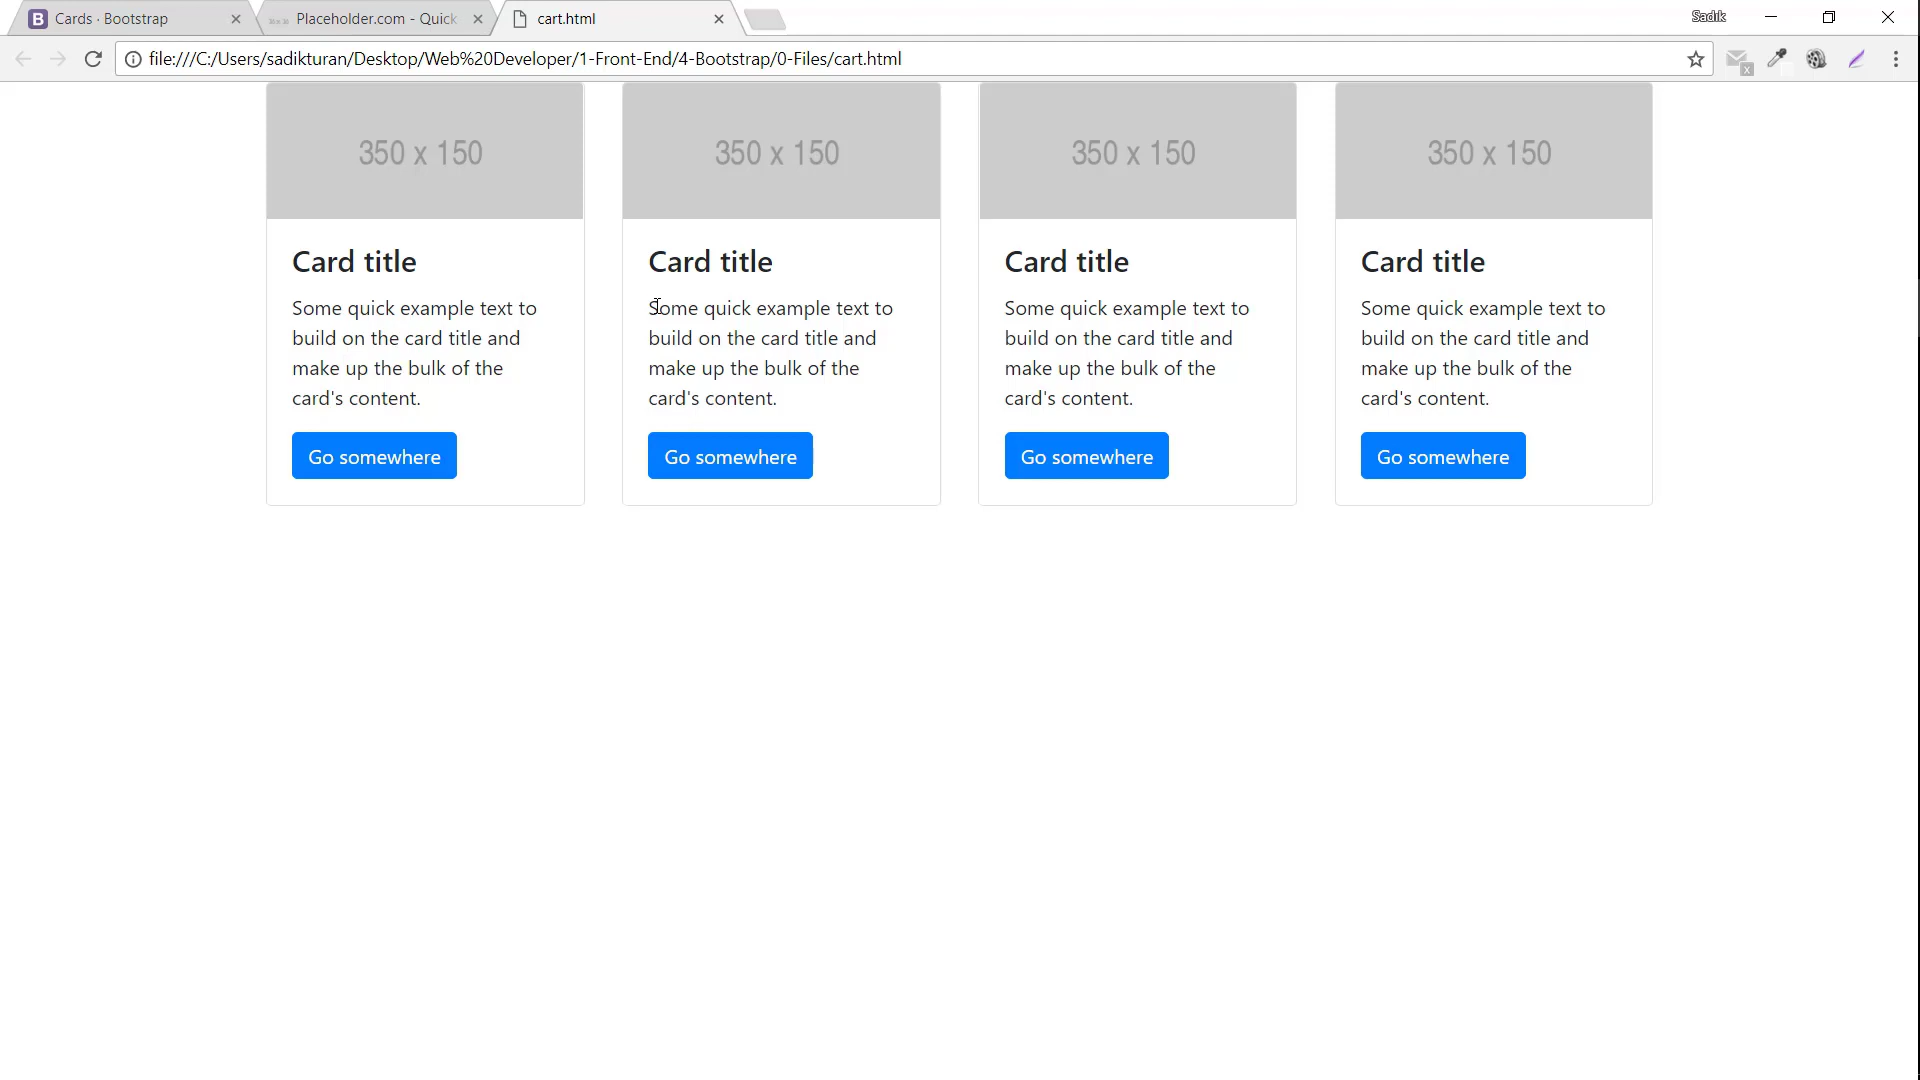 Cards · Bootstrap
Placeholder.com - Quick
cart.html
Sadık
file:///C:/Users/sadikturan/Desktop/Web%20Developer/1-Front-End/4-Bootstrap/0-Files/cart.html
350 x 150
350 x 150
350 x 150
350 x 150
Card title
Some quick example text to
build on the card title and
make up the bulk of the
card's content.
Go somewhere
Card title
Some quick example text to
build on the card title and
make up the bulk of the
card's content.
Go somewhere
Card title
Some quick example text to
build on the card title and
make up the bulk of the
card's content.
Go somewhere
Card title
Some quick example text to
build on the card title and
make up the bulk of the
card's content.
Go somewhere